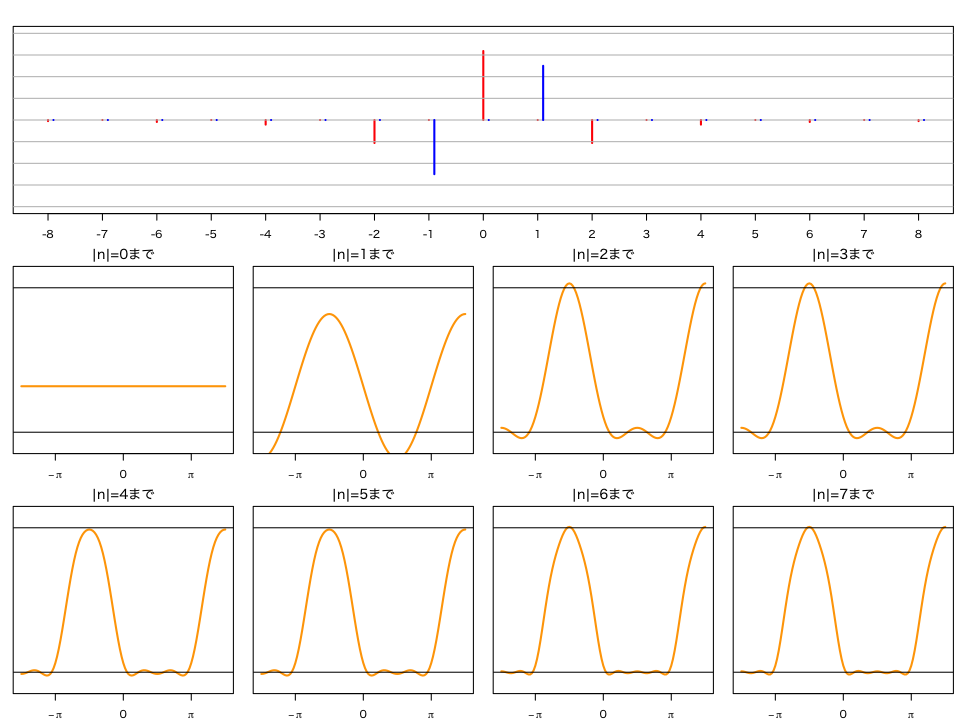 -8 -7 -6 -5 -4 -3 -2 -1 0 1 2 3 4 5 6 7 8
|n|=0まで |n|=1まで |n|=2まで |n|=3まで
-π 0 π -π 0 π -π 0 π -π 0 π
|n|=4まで |n|=5まで |n|=6まで |n|=7まで
-π 0 π -π 0 π -π 0 π -π 0 π